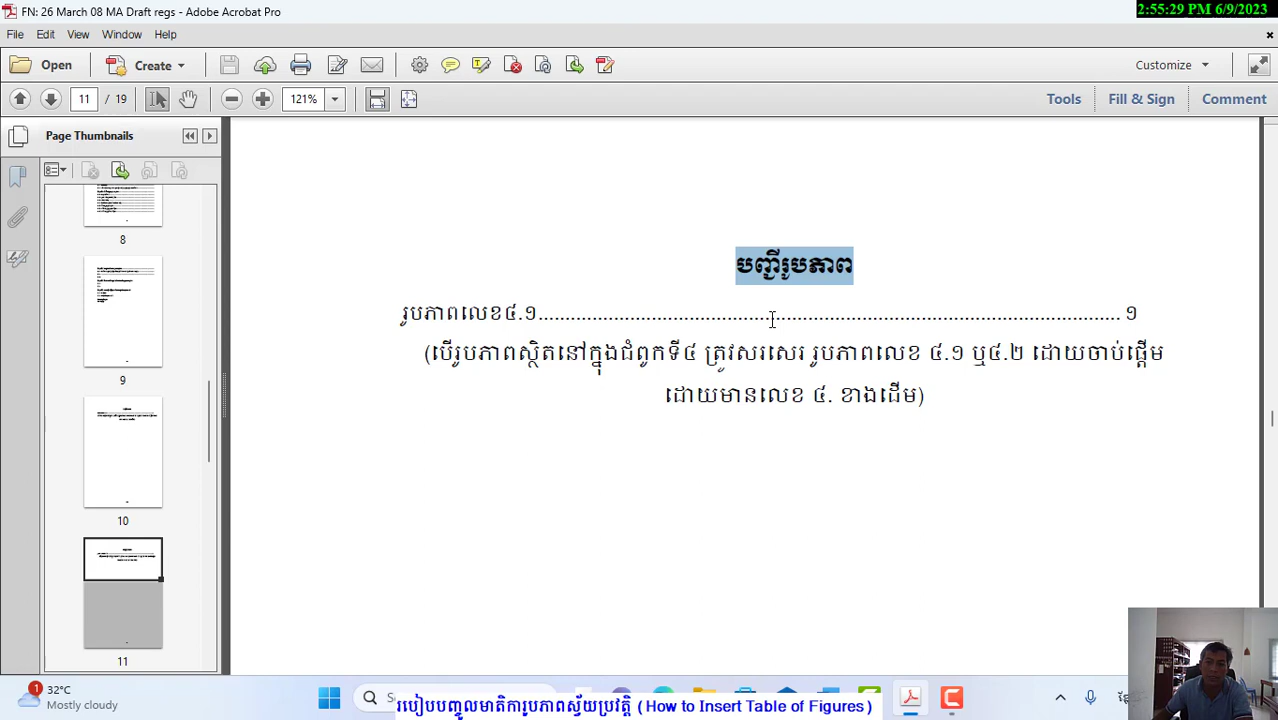 FN: 26 March 08 MA Draft regs - Adobe Acrobat Pro
2:55:29 PM 6/9/2023
File Edit View Window Help
Open Create Customize
11 / 19 121% Tools Fill & Sign Comment
Page Thumbnails
8
9
10
11
បញ្ជីរូបភាព
រូបភាពលេខ៤.១............................................................................................................ ១
(បើរូបភាពស្ថិតនៅក្នុងជំពូកទី៤ ត្រូវសរសេរ រូបភាពលេខ ៤.១ ឬ៤.២ ដោយចាប់ផ្ដើម
ដោយមានលេខ ៤. ខាងដើម)
1
32°C
Mostly cloudy
របៀបបញ្ចូលមាតិការូបភាពស្វ័យប្រវត្តិ ( How to Insert Table of Figures )